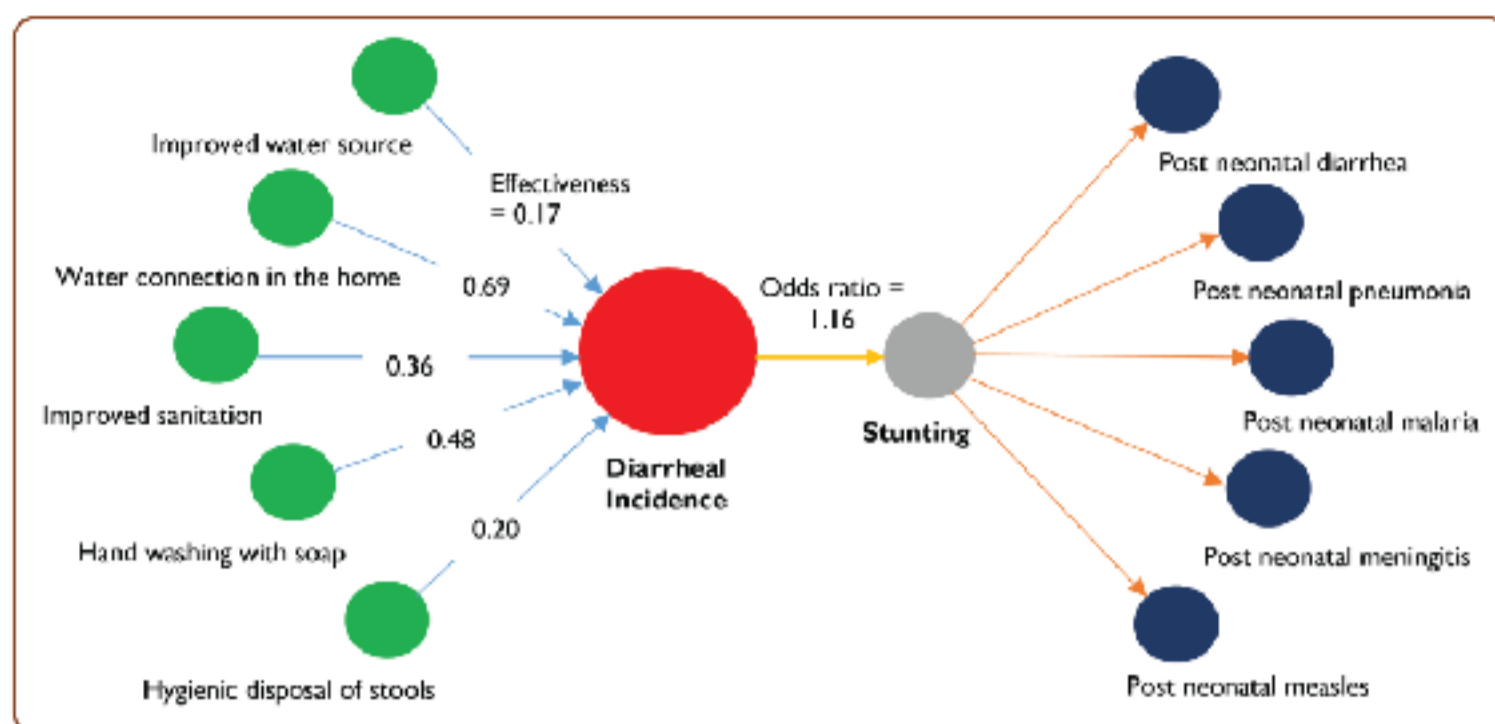 Improved water source
Effectiveness
= 0.17
Water connection in the home
0.69
Improved sanitation
0.36
Hand washing with soap
0.48
Hygienic disposal of stools
0.20
Diarrheal
Incidence
Odds ratio =
1.16
Stunting
Post neonatal diarrhea
Post neonatal pneumonia
Post neonatal malaria
Post neonatal meningitis
Post neonatal measles